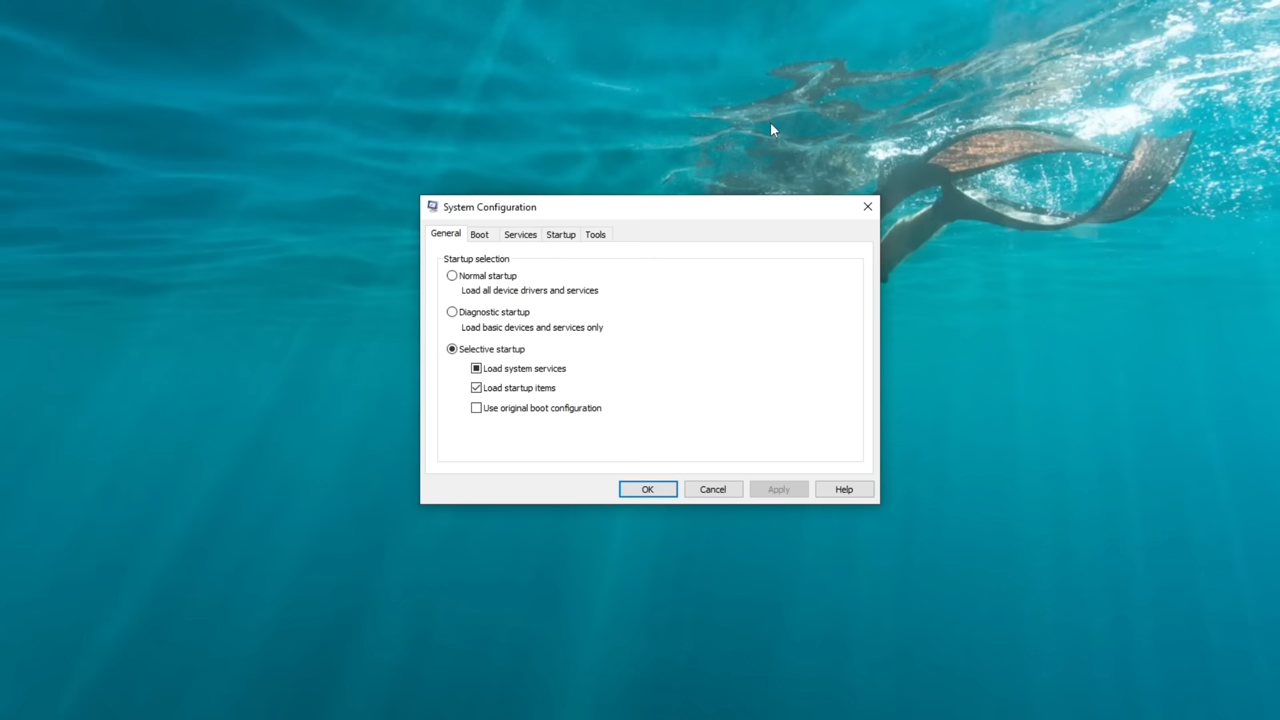 System Configuration
General Boot Services Startup Tools
Startup selection
Normal startup
Load all device drivers and services
Diagnostic startup
Load basic devices and services only
Selective startup
Load system services
Load startup items
Use original boot configuration
OK Cancel Apply Help